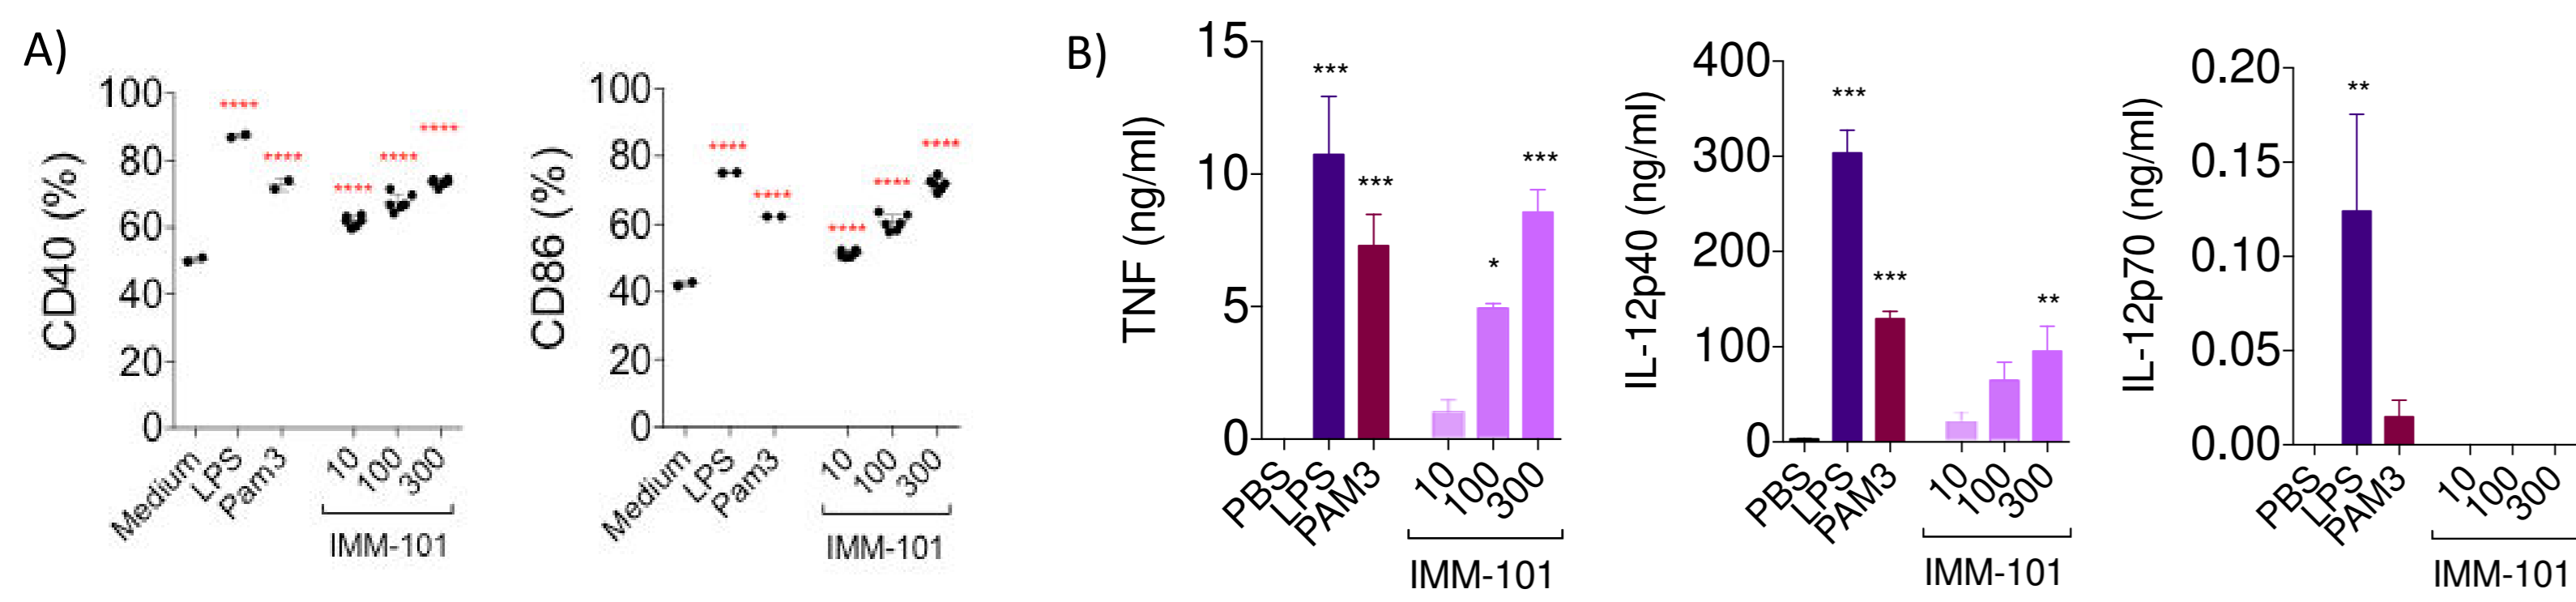 A)
CD40 (%)
100
80
60
40
20
0
****
****
****
****
****
Medium
LPS
Pam3
10
100
300
IMM-101
CD86 (%)
100
80
60
40
20
0
****
****
****
****
****
Medium
LPS
Pam3
10
100
300
IMM-101
B)
TNF (ng/ml)
15
10
5
0
***
***
*
***
PBS
LPS
PAM3
10
100
300
IMM-101
IL-12p40 (ng/ml)
400
300
200
100
0
***
***
**
PBS
LPS
PAM3
10
100
300
IMM-101
IL-12p70 (ng/ml)
0.20
0.15
0.10
0.05
0.00
**
PBS
LPS
PAM3
10
100
300
IMM-101